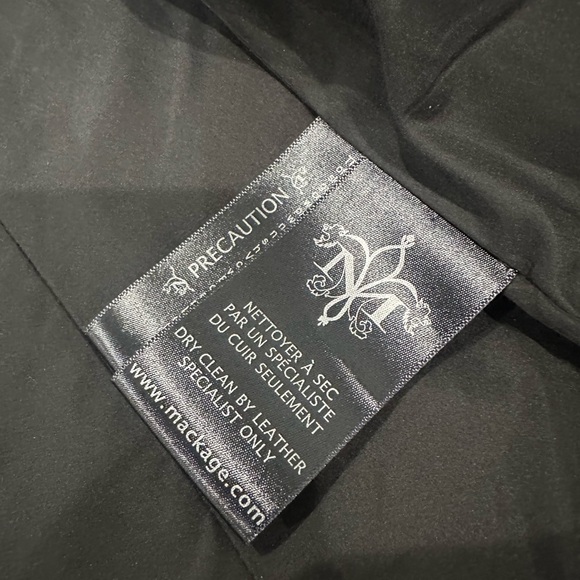 PRECAUTION
M
NETTOYER À SEC
PAR UN SPÉCIALISTE
DU CUIR SEULEMENT
DRY CLEAN BY LEATHER
SPECIALIST ONLY
www.mackage.com